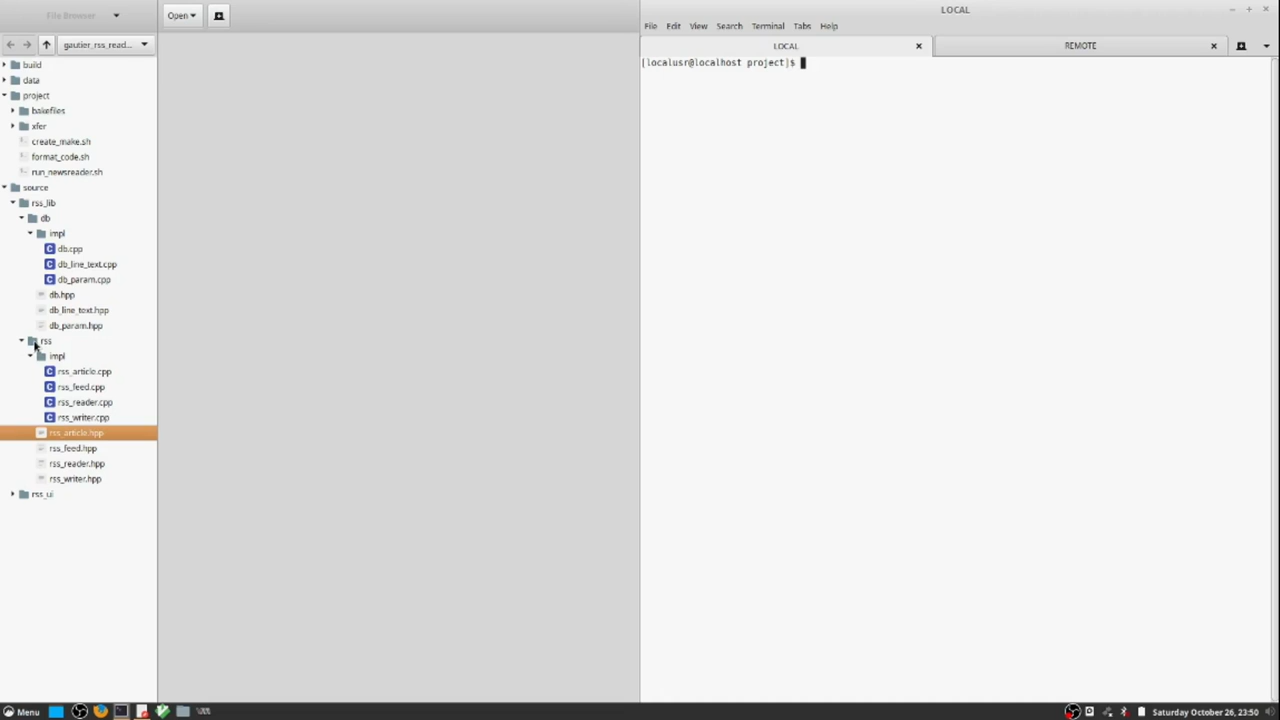 File Browser
Open
LOCAL
File Edit View Search Terminal Tabs Help
gautier_rss_read...
LOCAL
REMOTE
[localusr@localhost project]$
build
data
project
bakefiles
xfer
create_make.sh
format_code.sh
run_newsreader.sh
source
rss_lib
db
impl
db.cpp
db_line_text.cpp
db_param.cpp
db.hpp
db_line_text.hpp
db_param.hpp
rss
impl
rss_article.cpp
rss_feed.cpp
rss_reader.cpp
rss_writer.cpp
rss_article.hpp
rss_feed.hpp
rss_reader.hpp
rss_writer.hpp
rss_ui
Menu
Saturday October 26, 23:50